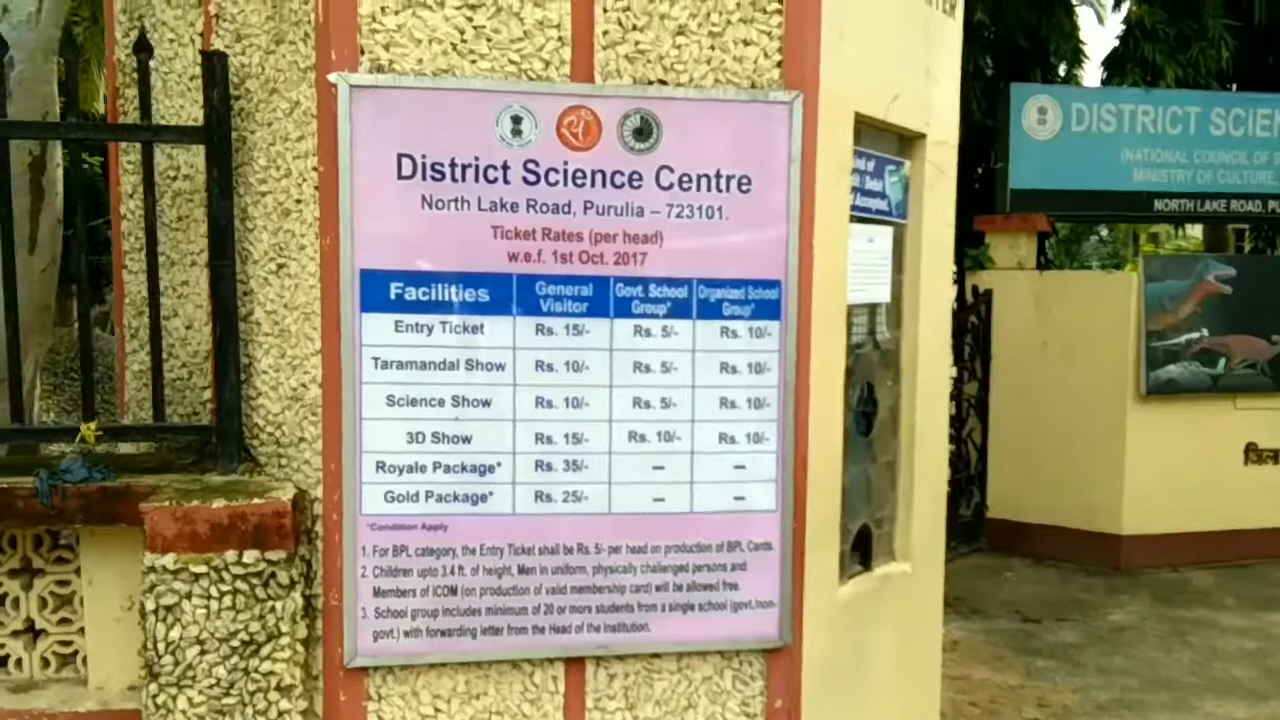 District Science Centre
North Lake Road, Purulia – 723101.
Ticket Rates (per head)
w.e.f. 1st Oct. 2017
Facilities General Visitor Govt. School Group* Organized School Group*
Entry Ticket Rs. 15/- Rs. 5/- Rs. 10/-
Taramandal Show Rs. 10/- Rs. 5/- Rs. 10/-
Science Show Rs. 10/- Rs. 5/- Rs. 10/-
3D Show Rs. 15/- Rs. 10/- Rs. 10/-
Royale Package* Rs. 35/- – –
Gold Package* Rs. 25/- – –
*Condition Apply
1. For BPL category, the Entry Ticket shall be Rs. 5/- per head on production of BPL Cards.
2. Children upto 3.4 ft. of height, Men in uniform, physically challenged persons and
Members of ICOM (on production of valid membership card) will be allowed free.
3. School group includes minimum of 20 or more students from a single school (govt./non-
govt.) with forwarding letter from the Head of the Institution.
Accepted
DISTRICT SCIE
(NATIONAL COUNCIL OF
MINISTRY OF CULTURE,
NORTH LAKE ROAD, PU
जिला